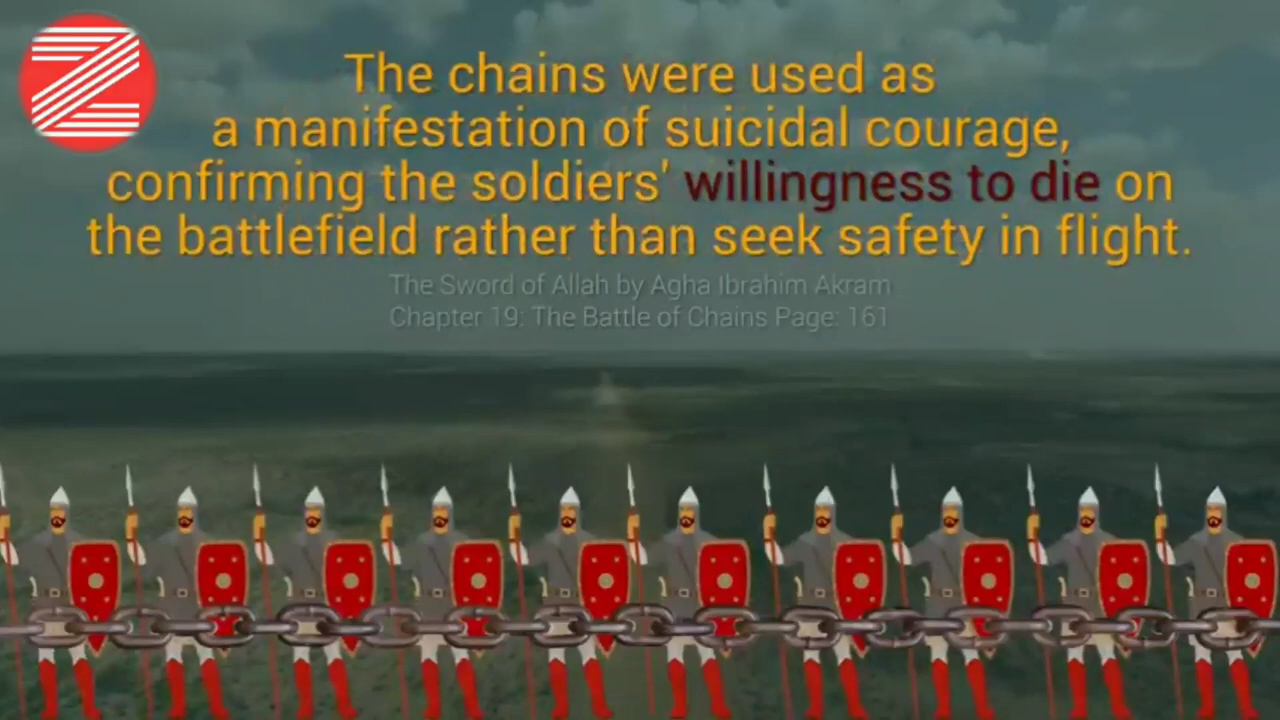 The chains were used as
a manifestation of suicidal courage,
confirming the soldiers' willingness to die on
the battlefield rather than seek safety in flight.
The Sword of Allah by Agha Ibrahim Akram
Chapter 19: The Battle of Chains Page: 161